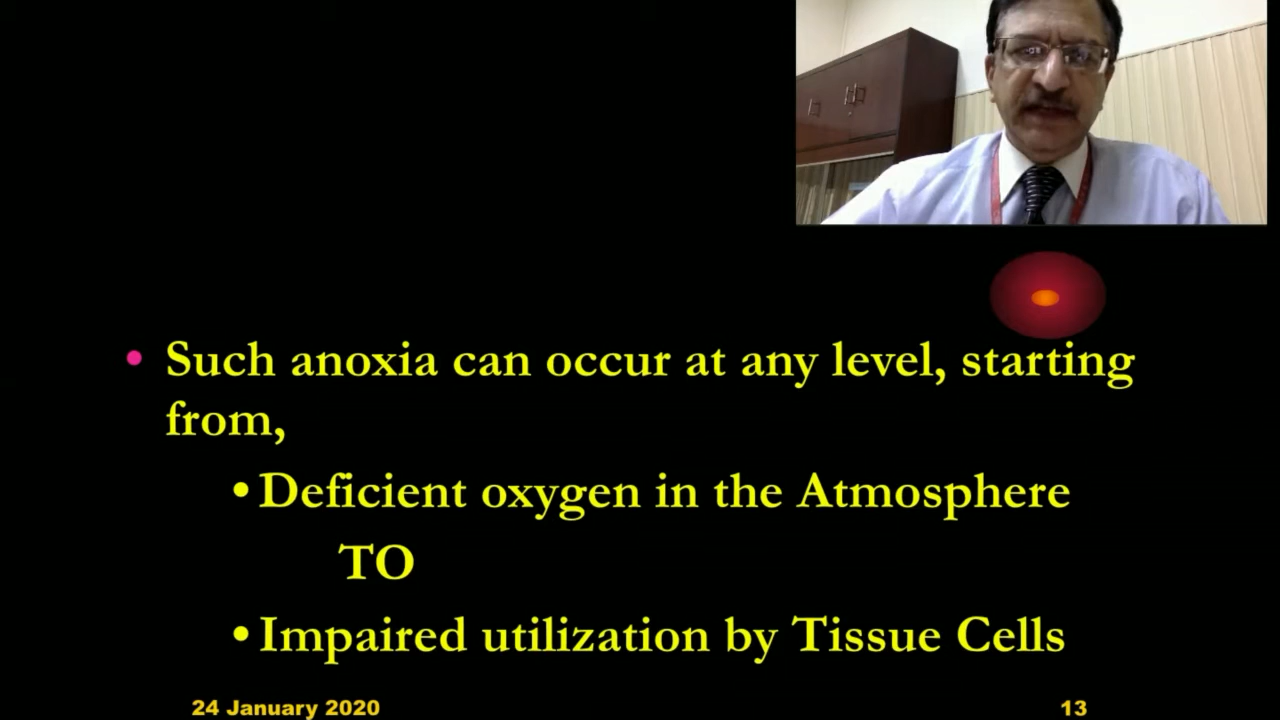 • Such anoxia can occur at any level, starting
from,
• Deficient oxygen in the Atmosphere
TO
• Impaired utilization by Tissue Cells
24 January 2020
13